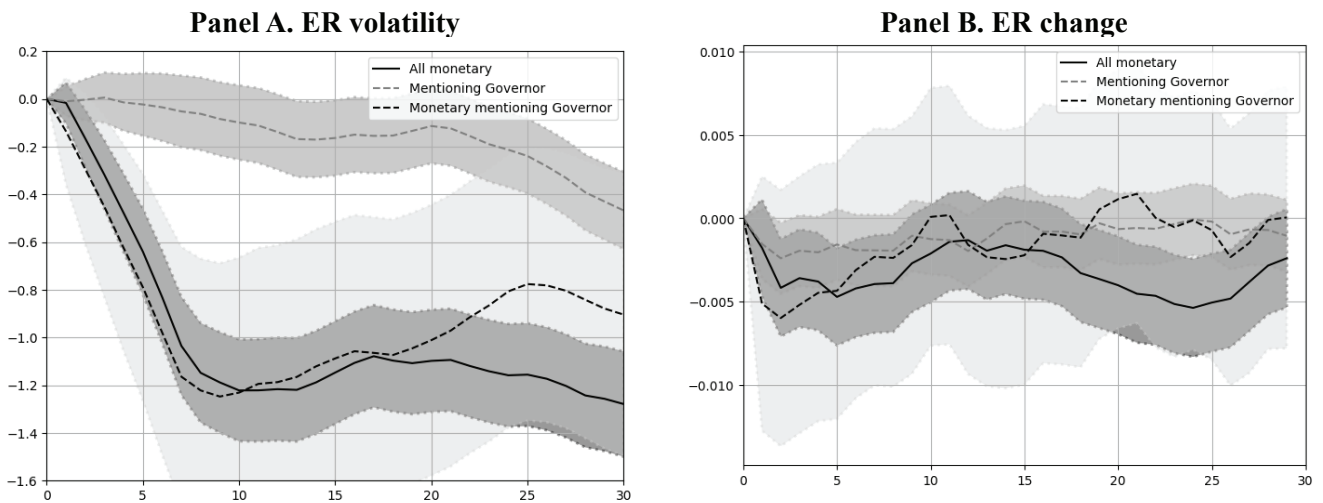 Panel A. ER volatility
0.2
0.0
−0.2
−0.4
−0.6
−0.8
−1.0
−1.2
−1.4
−1.6
0 5 10 15 20 25 30
All monetary
Mentioning Governor
Monetary mentioning Governor
Panel B. ER change
0.010
0.005
0.000
−0.005
−0.010
0 5 10 15 20 25 30
All monetary
Mentioning Governor
Monetary mentioning Governor